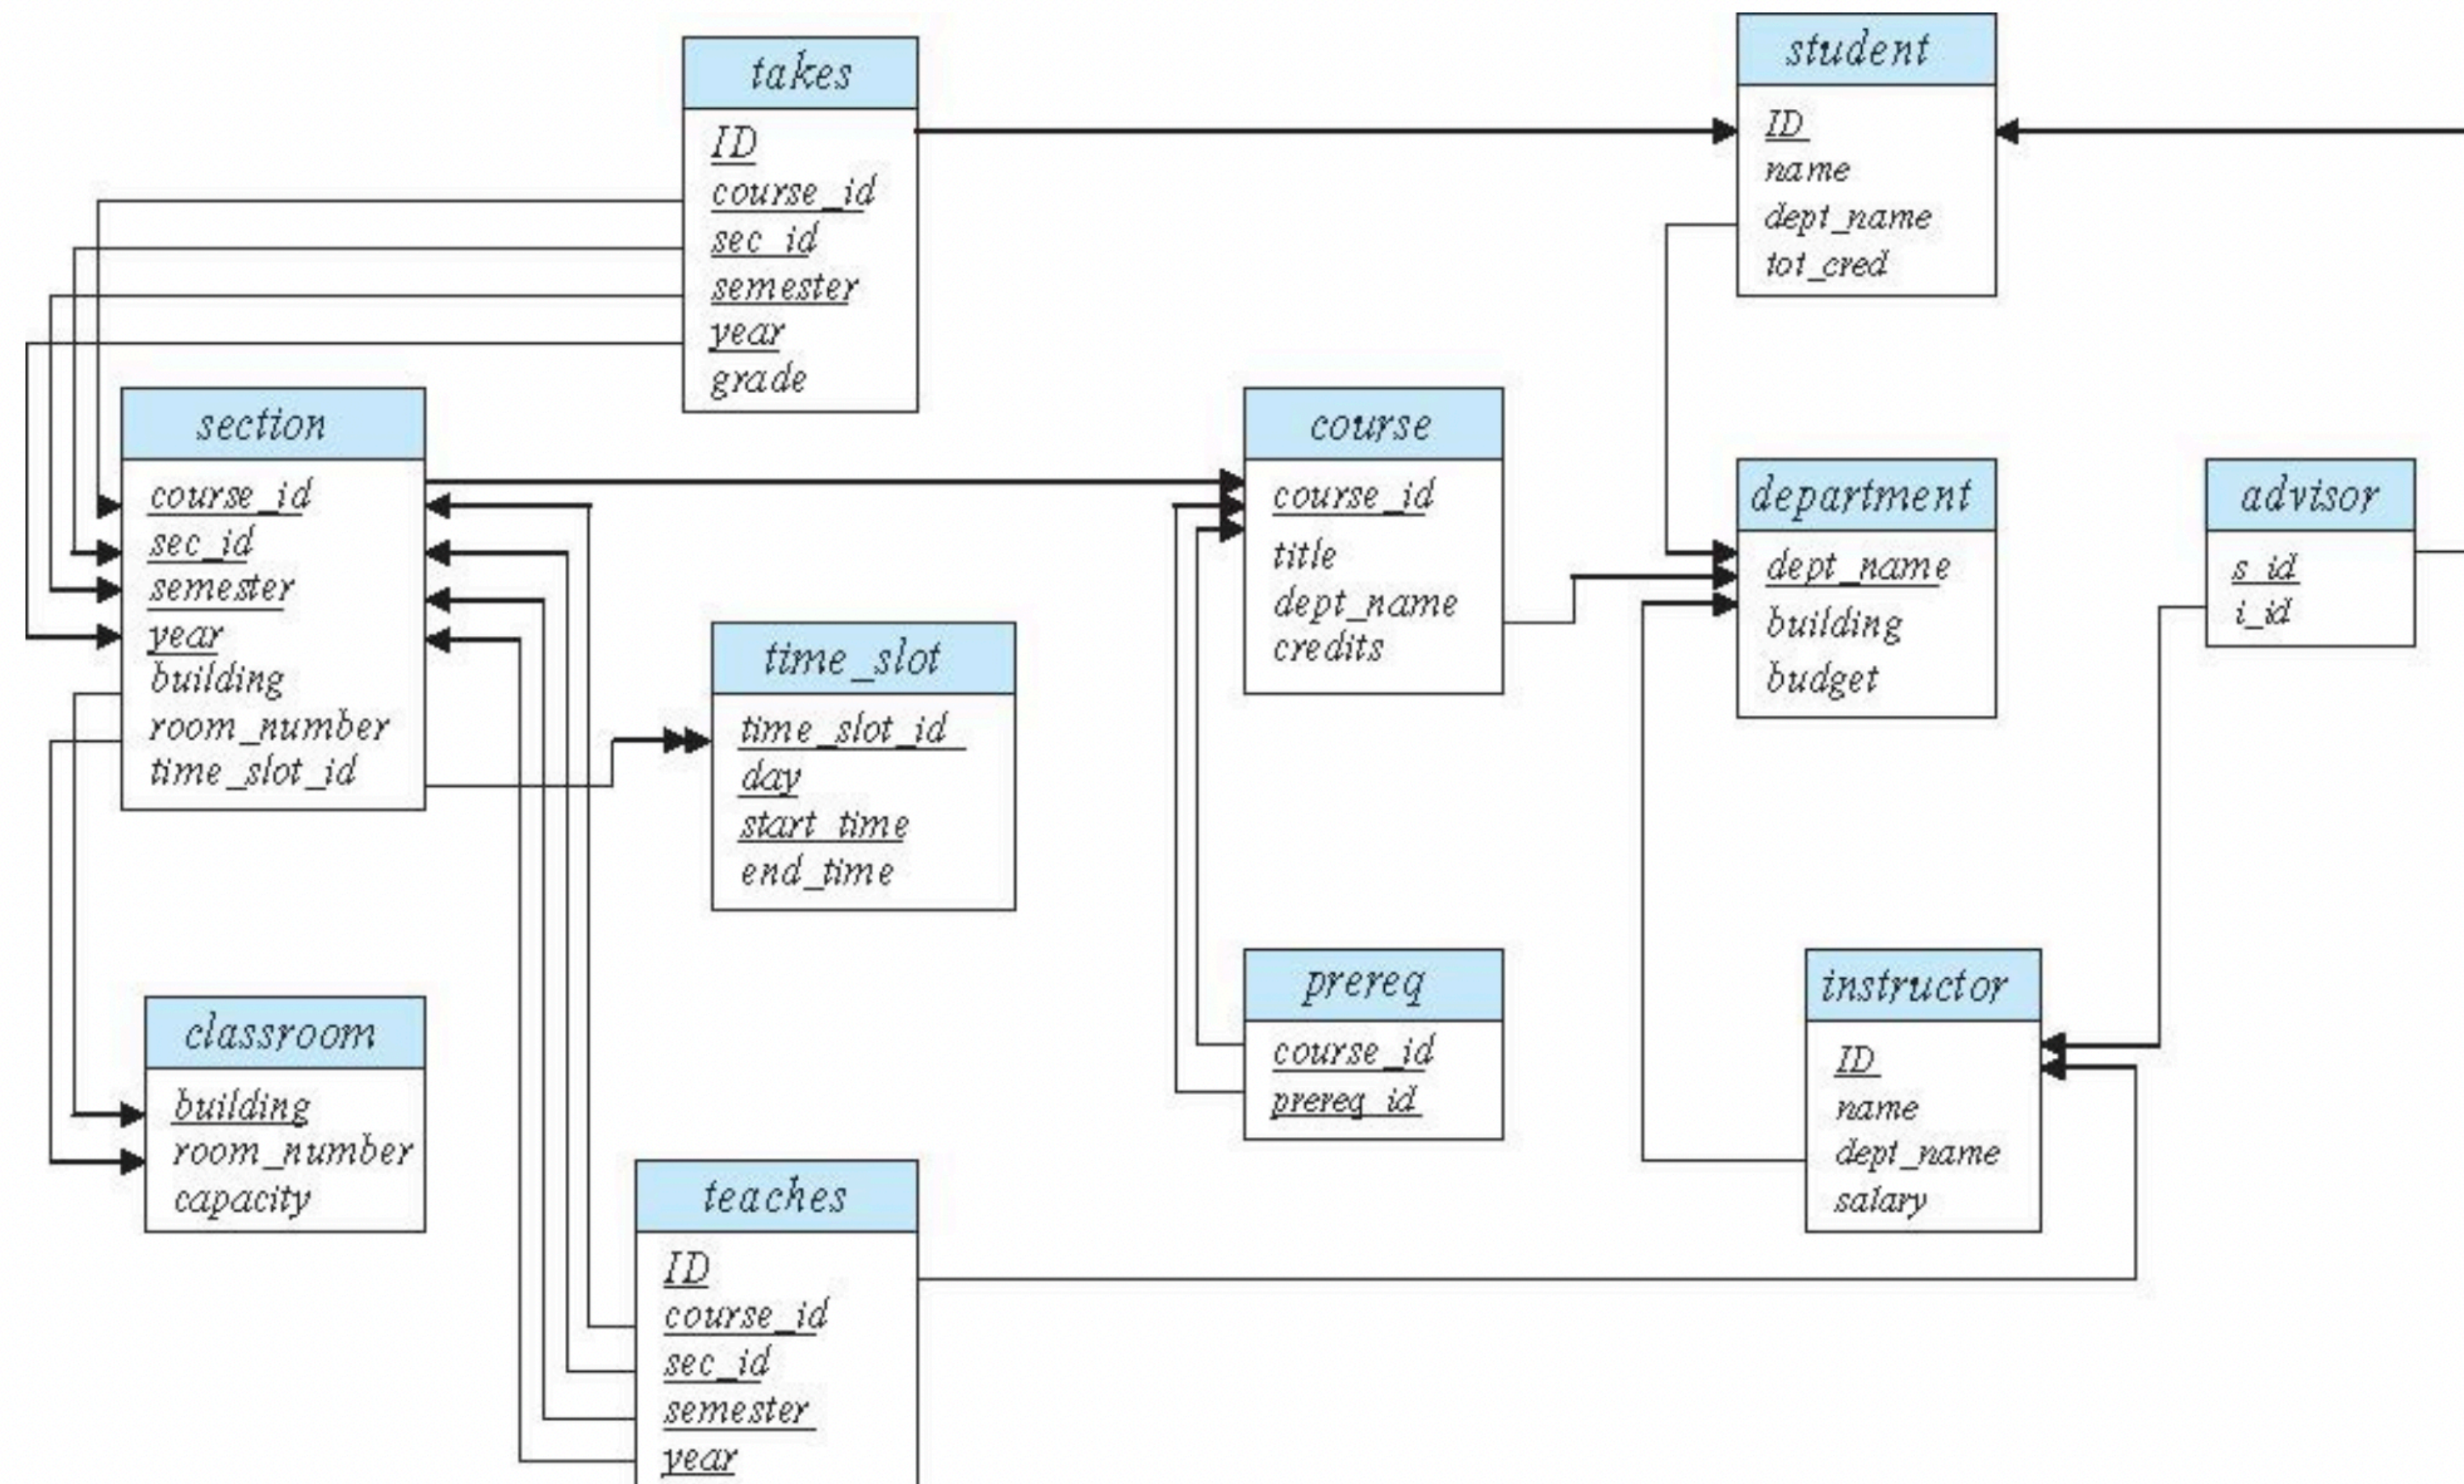 takes
ID
course_id
sec_id
semester
year
grade
student
ID
name
dept_name
tot_cred
section
course_id
sec_id
semester
year
building
room_number
time_slot_id
course
course_id
title
dept_name
credits
department
dept_name
building
budget
advisor
s_id
i_id
time_slot
time_slot_id
day
start_time
end_time
classroom
building
room_number
capacity
prereq
course_id
prereq_id
instructor
ID
name
dept_name
salary
teaches
ID
course_id
sec_id
semester
year